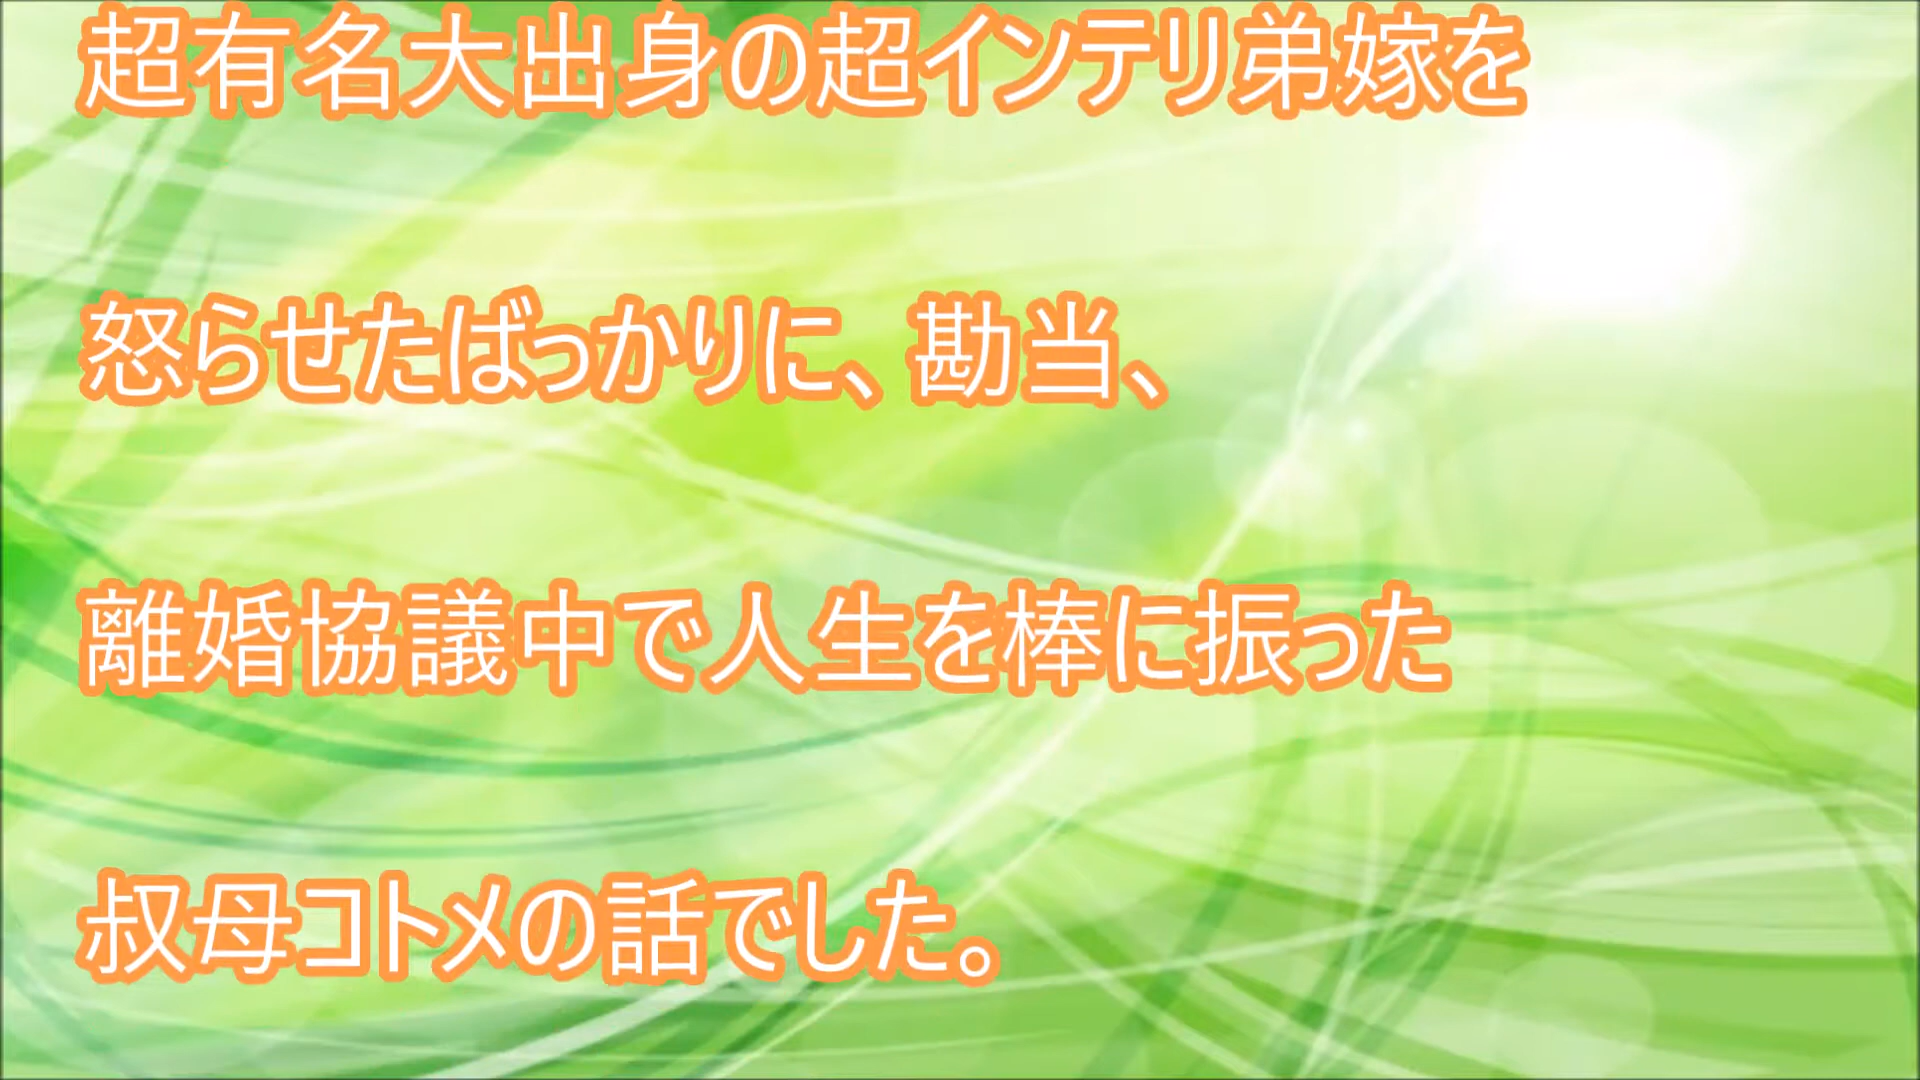 超有名大出身の超インテリ弟嫁を
怒らせたばっかりに、勘当、
離婚協議中で人生を棒に振った
叔母コトメの話でした。